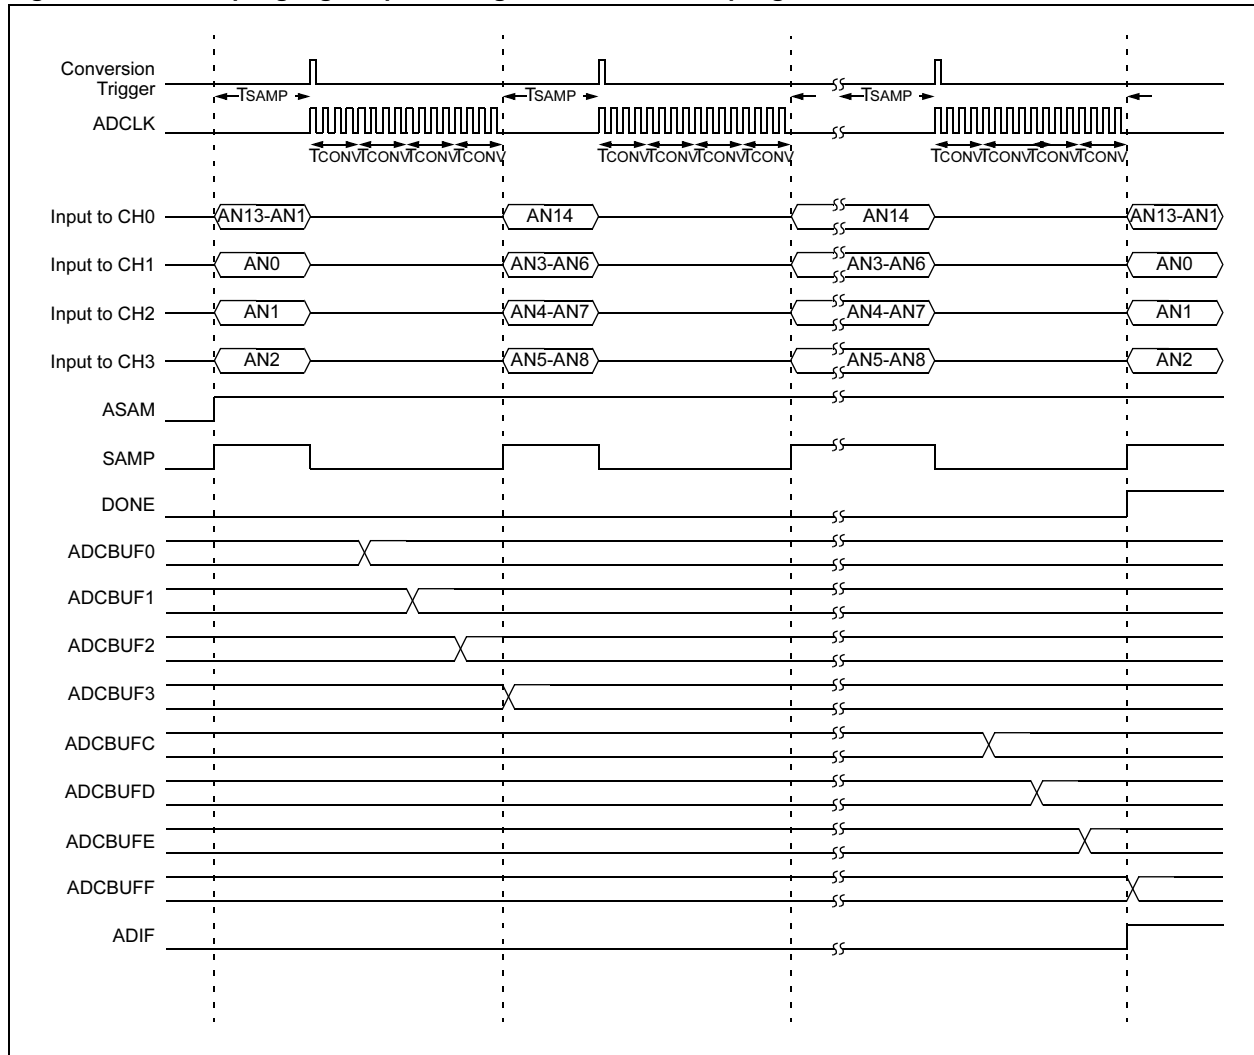 Conversion
Trigger
TSAMP TSAMP TSAMP
ADCLK
TCONV TCONV TCONV TCONV TCONV TCONV TCONV TCONV TCONV TCONV TCONV TCONV
Input to CH0 AN13-AN1 AN14 AN14 AN13-AN1
Input to CH1 AN0 AN3-AN6 AN3-AN6 AN0
Input to CH2 AN1 AN4-AN7 AN4-AN7 AN1
Input to CH3 AN2 AN5-AN8 AN5-AN8 AN2
ASAM
SAMP
DONE
ADCBUF0
ADCBUF1
ADCBUF2
ADCBUF3
ADCBUFC
ADCBUFD
ADCBUFE
ADCBUFF
ADIF